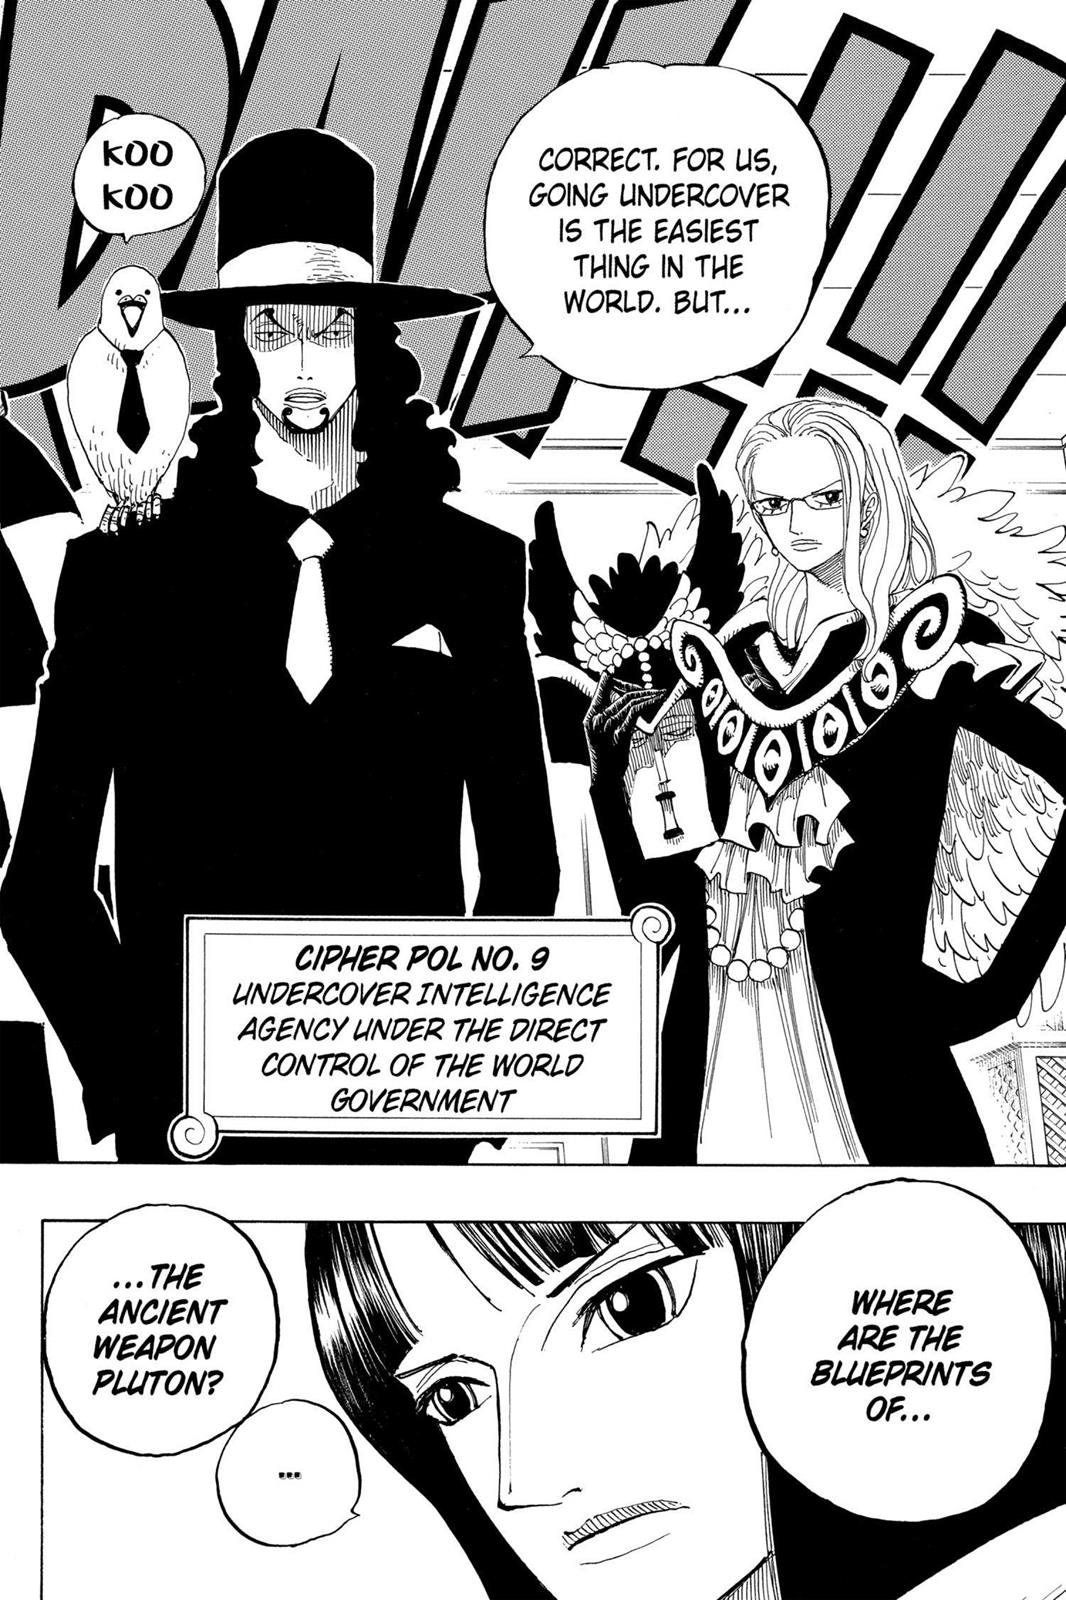 KOO
KOO
CORRECT. FOR US,
GOING UNDERCOVER
IS THE EASIEST
THING IN THE
WORLD. BUT...
CIPHER POL NO. 9
UNDERCOVER INTELLIGENCE
AGENCY UNDER THE DIRECT
CONTROL OF THE WORLD
GOVERNMENT
WHERE
ARE THE
BLUEPRINTS
OF...
...THE
ANCIENT
WEAPON
PLUTON?
...